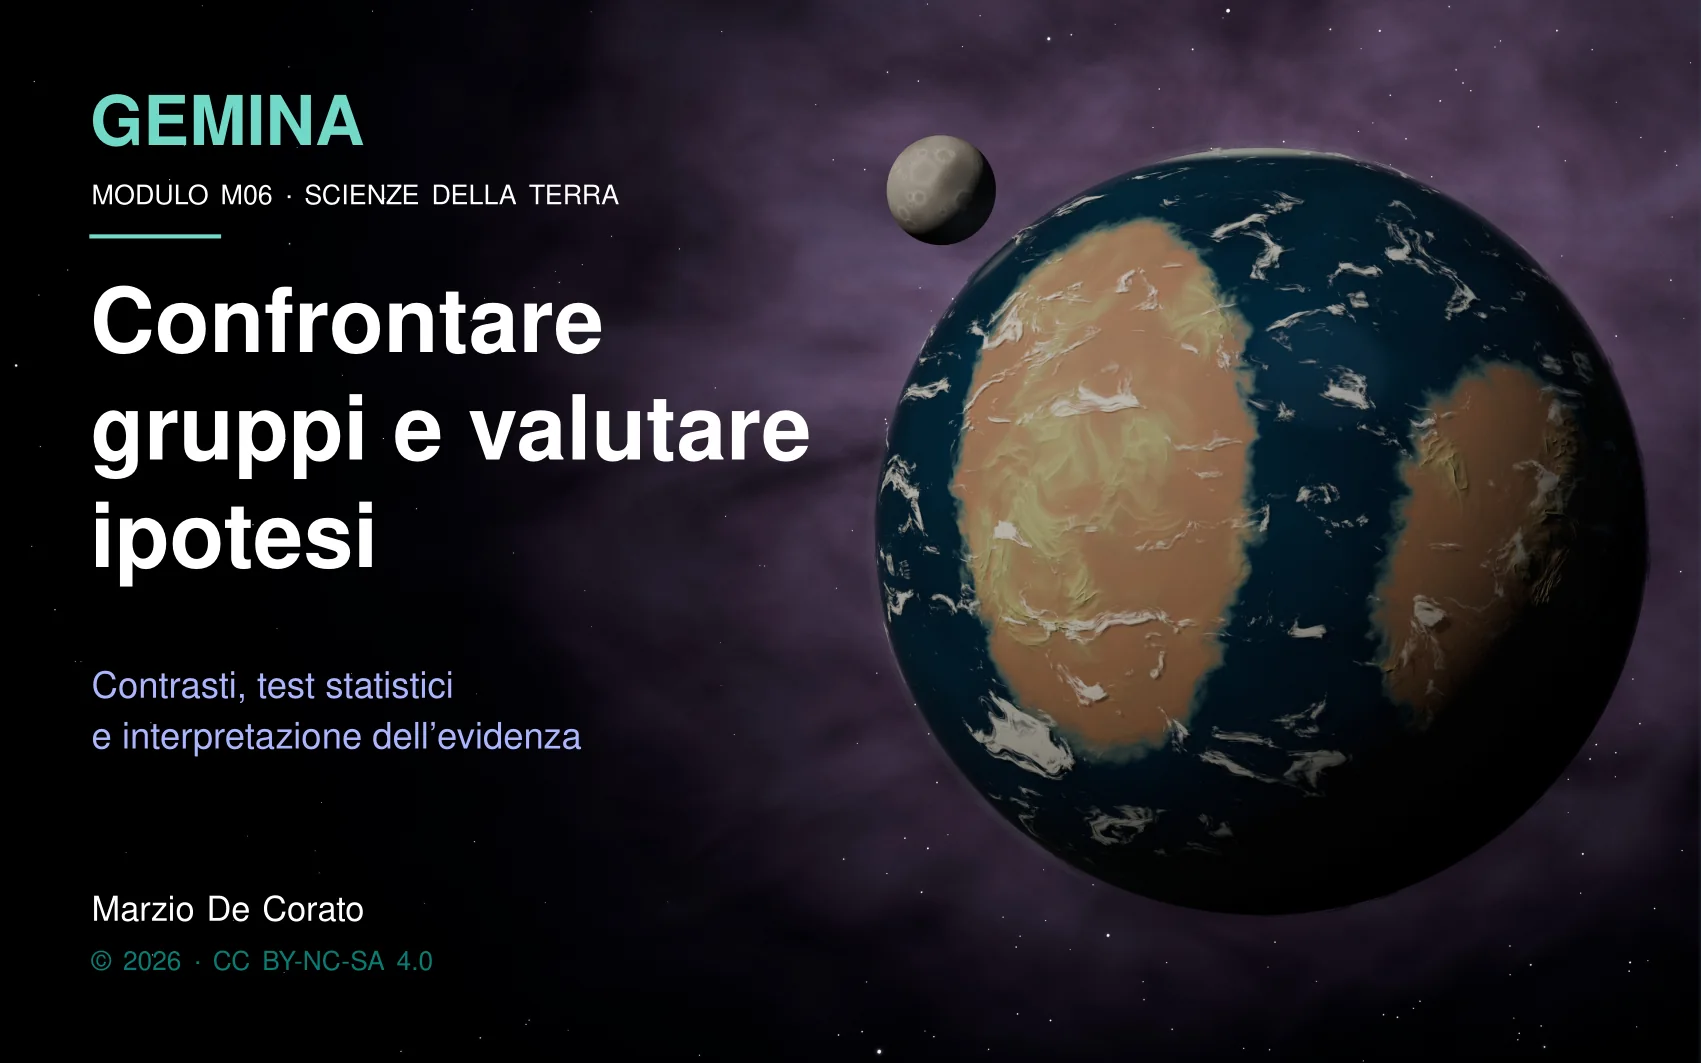 GEMINA
MODULO M06 · SCIENZE DELLA TERRA
Confrontare
gruppi e valutare
ipotesi
Contrasti, test statistici
e interpretazione dell’evidenza
Marzio De Corato
© 2026 · CC BY-NC-SA 4.0